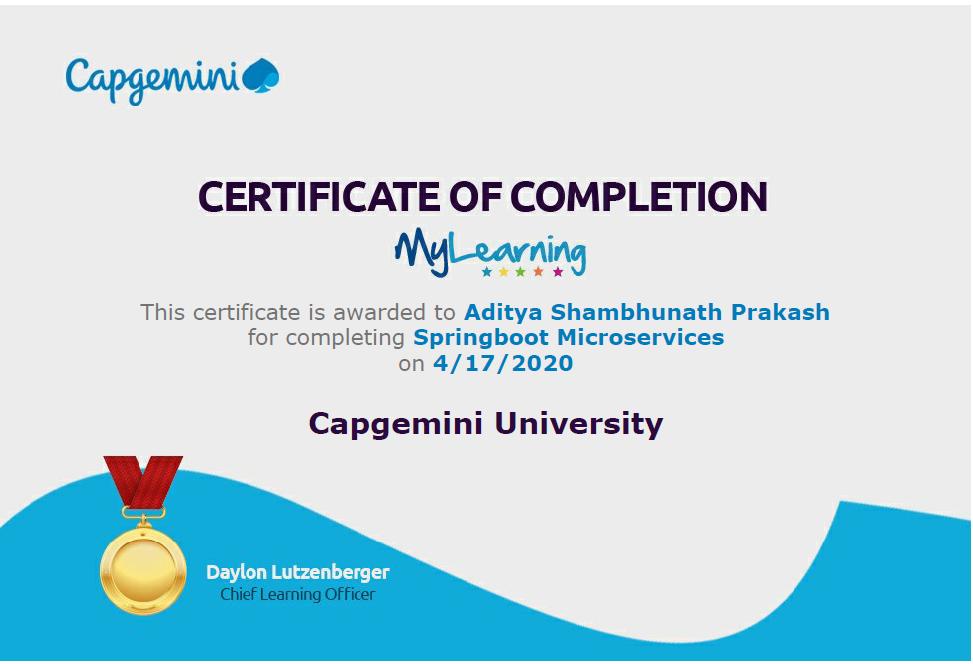 Capgemini
CERTIFICATE OF COMPLETION
MyLearning
This certificate is awarded to Aditya Shambhunath Prakash
for completing Springboot Microservices
on 4/17/2020
Capgemini University
Daylon Lutzenberger
Chief Learning Officer